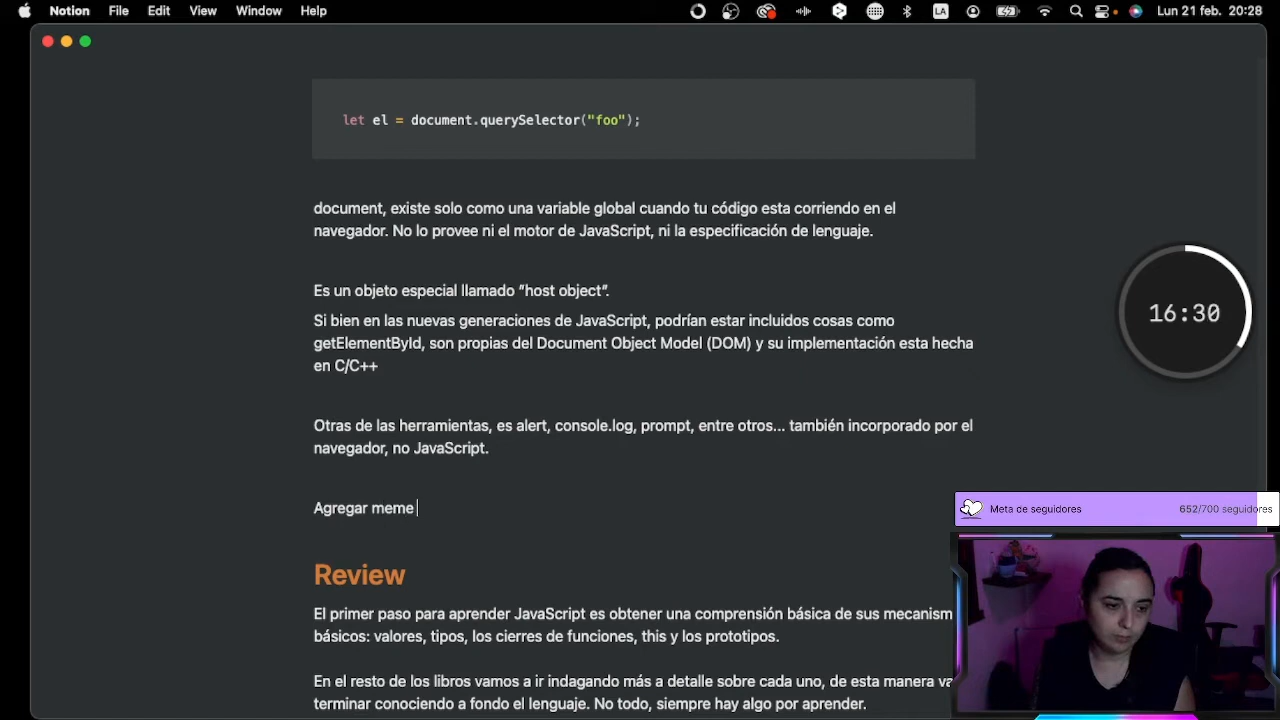 Notion File Edit View Window Help LA Lun 21 feb. 20:28
let el = document.querySelector("foo");
document, existe solo como una variable global cuando tu código esta corriendo en el
navegador. No lo provee ni el motor de JavaScript, ni la especificación de lenguaje.
Es un objeto especial llamado “host object”.
Si bien en las nuevas generaciones de JavaScript, podrían estar incluidos cosas como
getElementById, son propias del Document Object Model (DOM) y su implementación esta hecha
en C/C++
16:30
Otras de las herramientas, es alert, console.log, prompt, entre otros... también incorporado por el
navegador, no JavaScript.
Agregar meme
Meta de seguidores 652/700 seguidores
Review
El primer paso para aprender JavaScript es obtener una comprensión básica de sus mecanism
básicos: valores, tipos, los cierres de funciones, this y los prototipos.
En el resto de los libros vamos a ir indagando más a detalle sobre cada uno, de esta manera va
terminar conociendo a fondo el lenguaje. No todo, siempre hay algo por aprender.